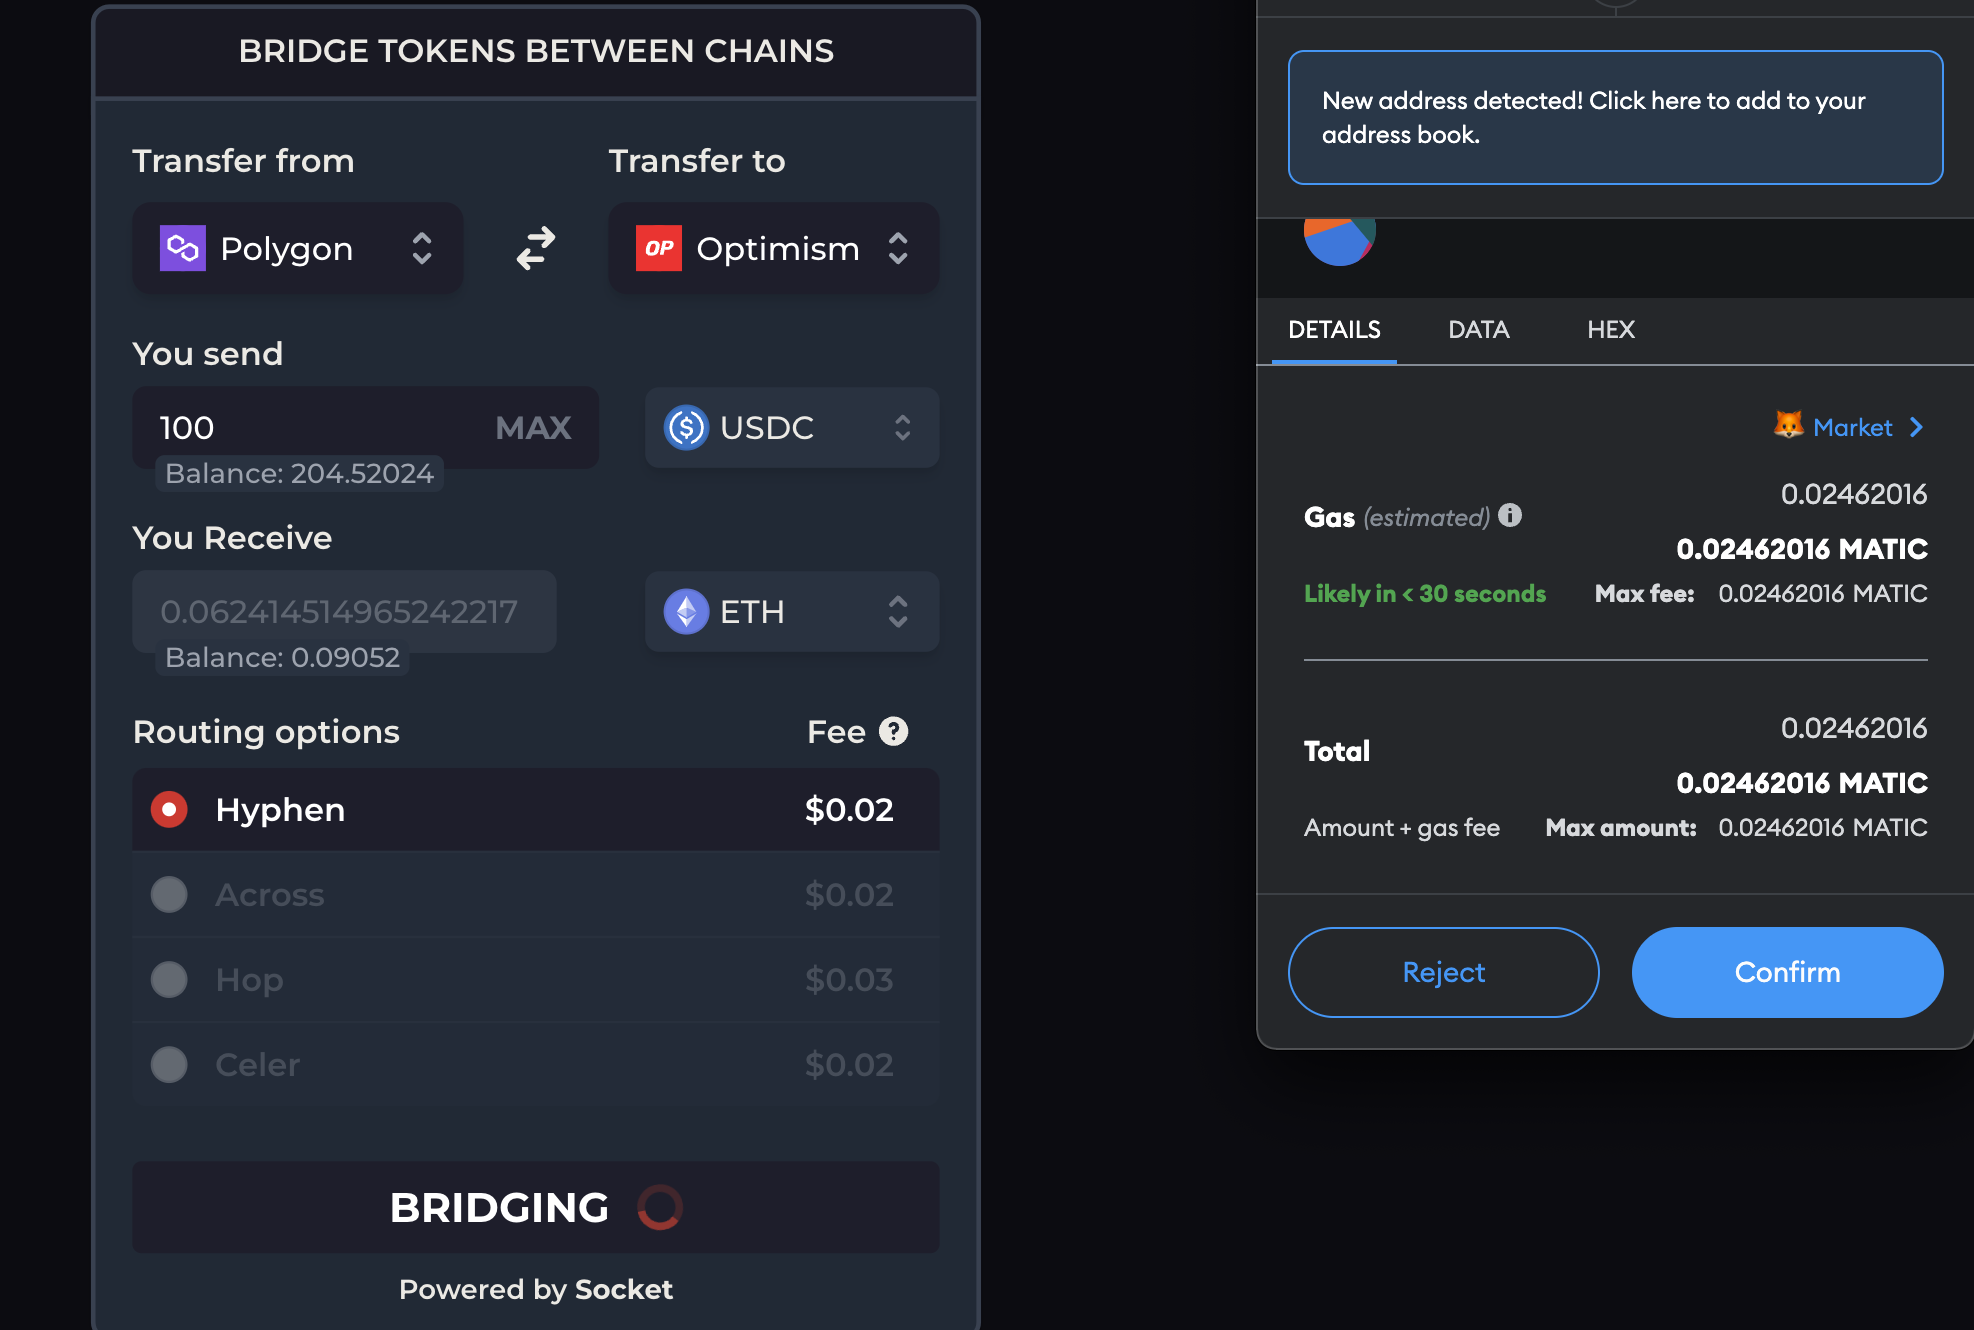 BRIDGE TOKENS BETWEEN CHAINS
Transfer from
Transfer to
Polygon
OP Optimism
You send
100 MAX
USDC
Balance: 204.52024
You Receive
0.062414514965242217
ETH
Balance: 0.09052
Routing options
Fee ?
Hyphen $0.02
Across $0.02
Hop $0.03
Celer $0.02
BRIDGING
Powered by Socket
New address detected! Click here to add to your
address book.
DETAILS DATA HEX
Market
0.02462016
Gas (estimated) i
0.02462016 MATIC
Likely in < 30 seconds Max fee: 0.02462016 MATIC
0.02462016
Total
0.02462016 MATIC
Amount + gas fee Max amount: 0.02462016 MATIC
Reject
Confirm